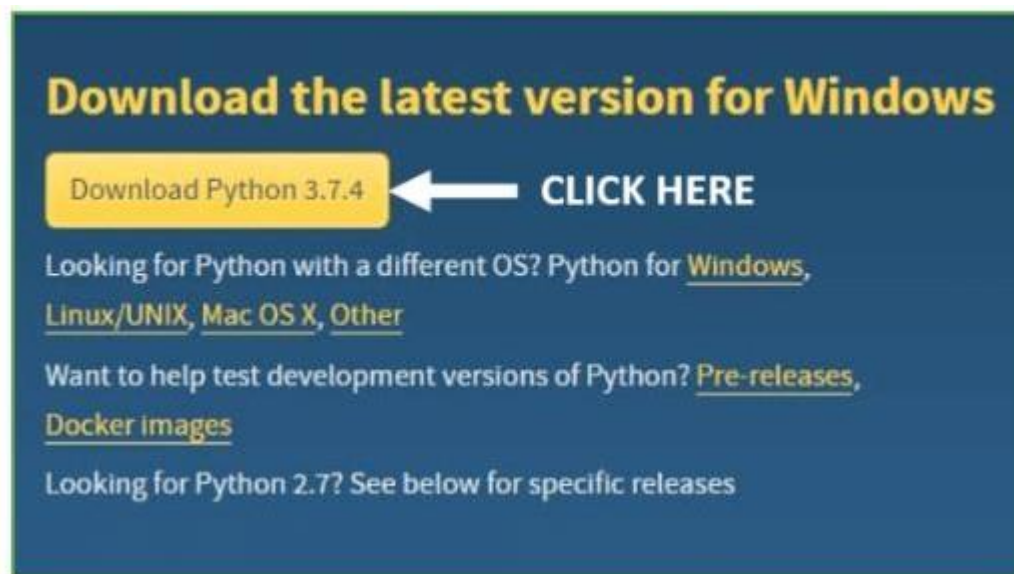 Download the latest version for Windows
Download Python 3.7.4 CLICK HERE
Looking for Python with a different OS? Python for Windows,
Linux/UNIX, Mac OS X, Other
Want to help test development versions of Python? Pre-releases,
Docker images
Looking for Python 2.7? See below for specific releases